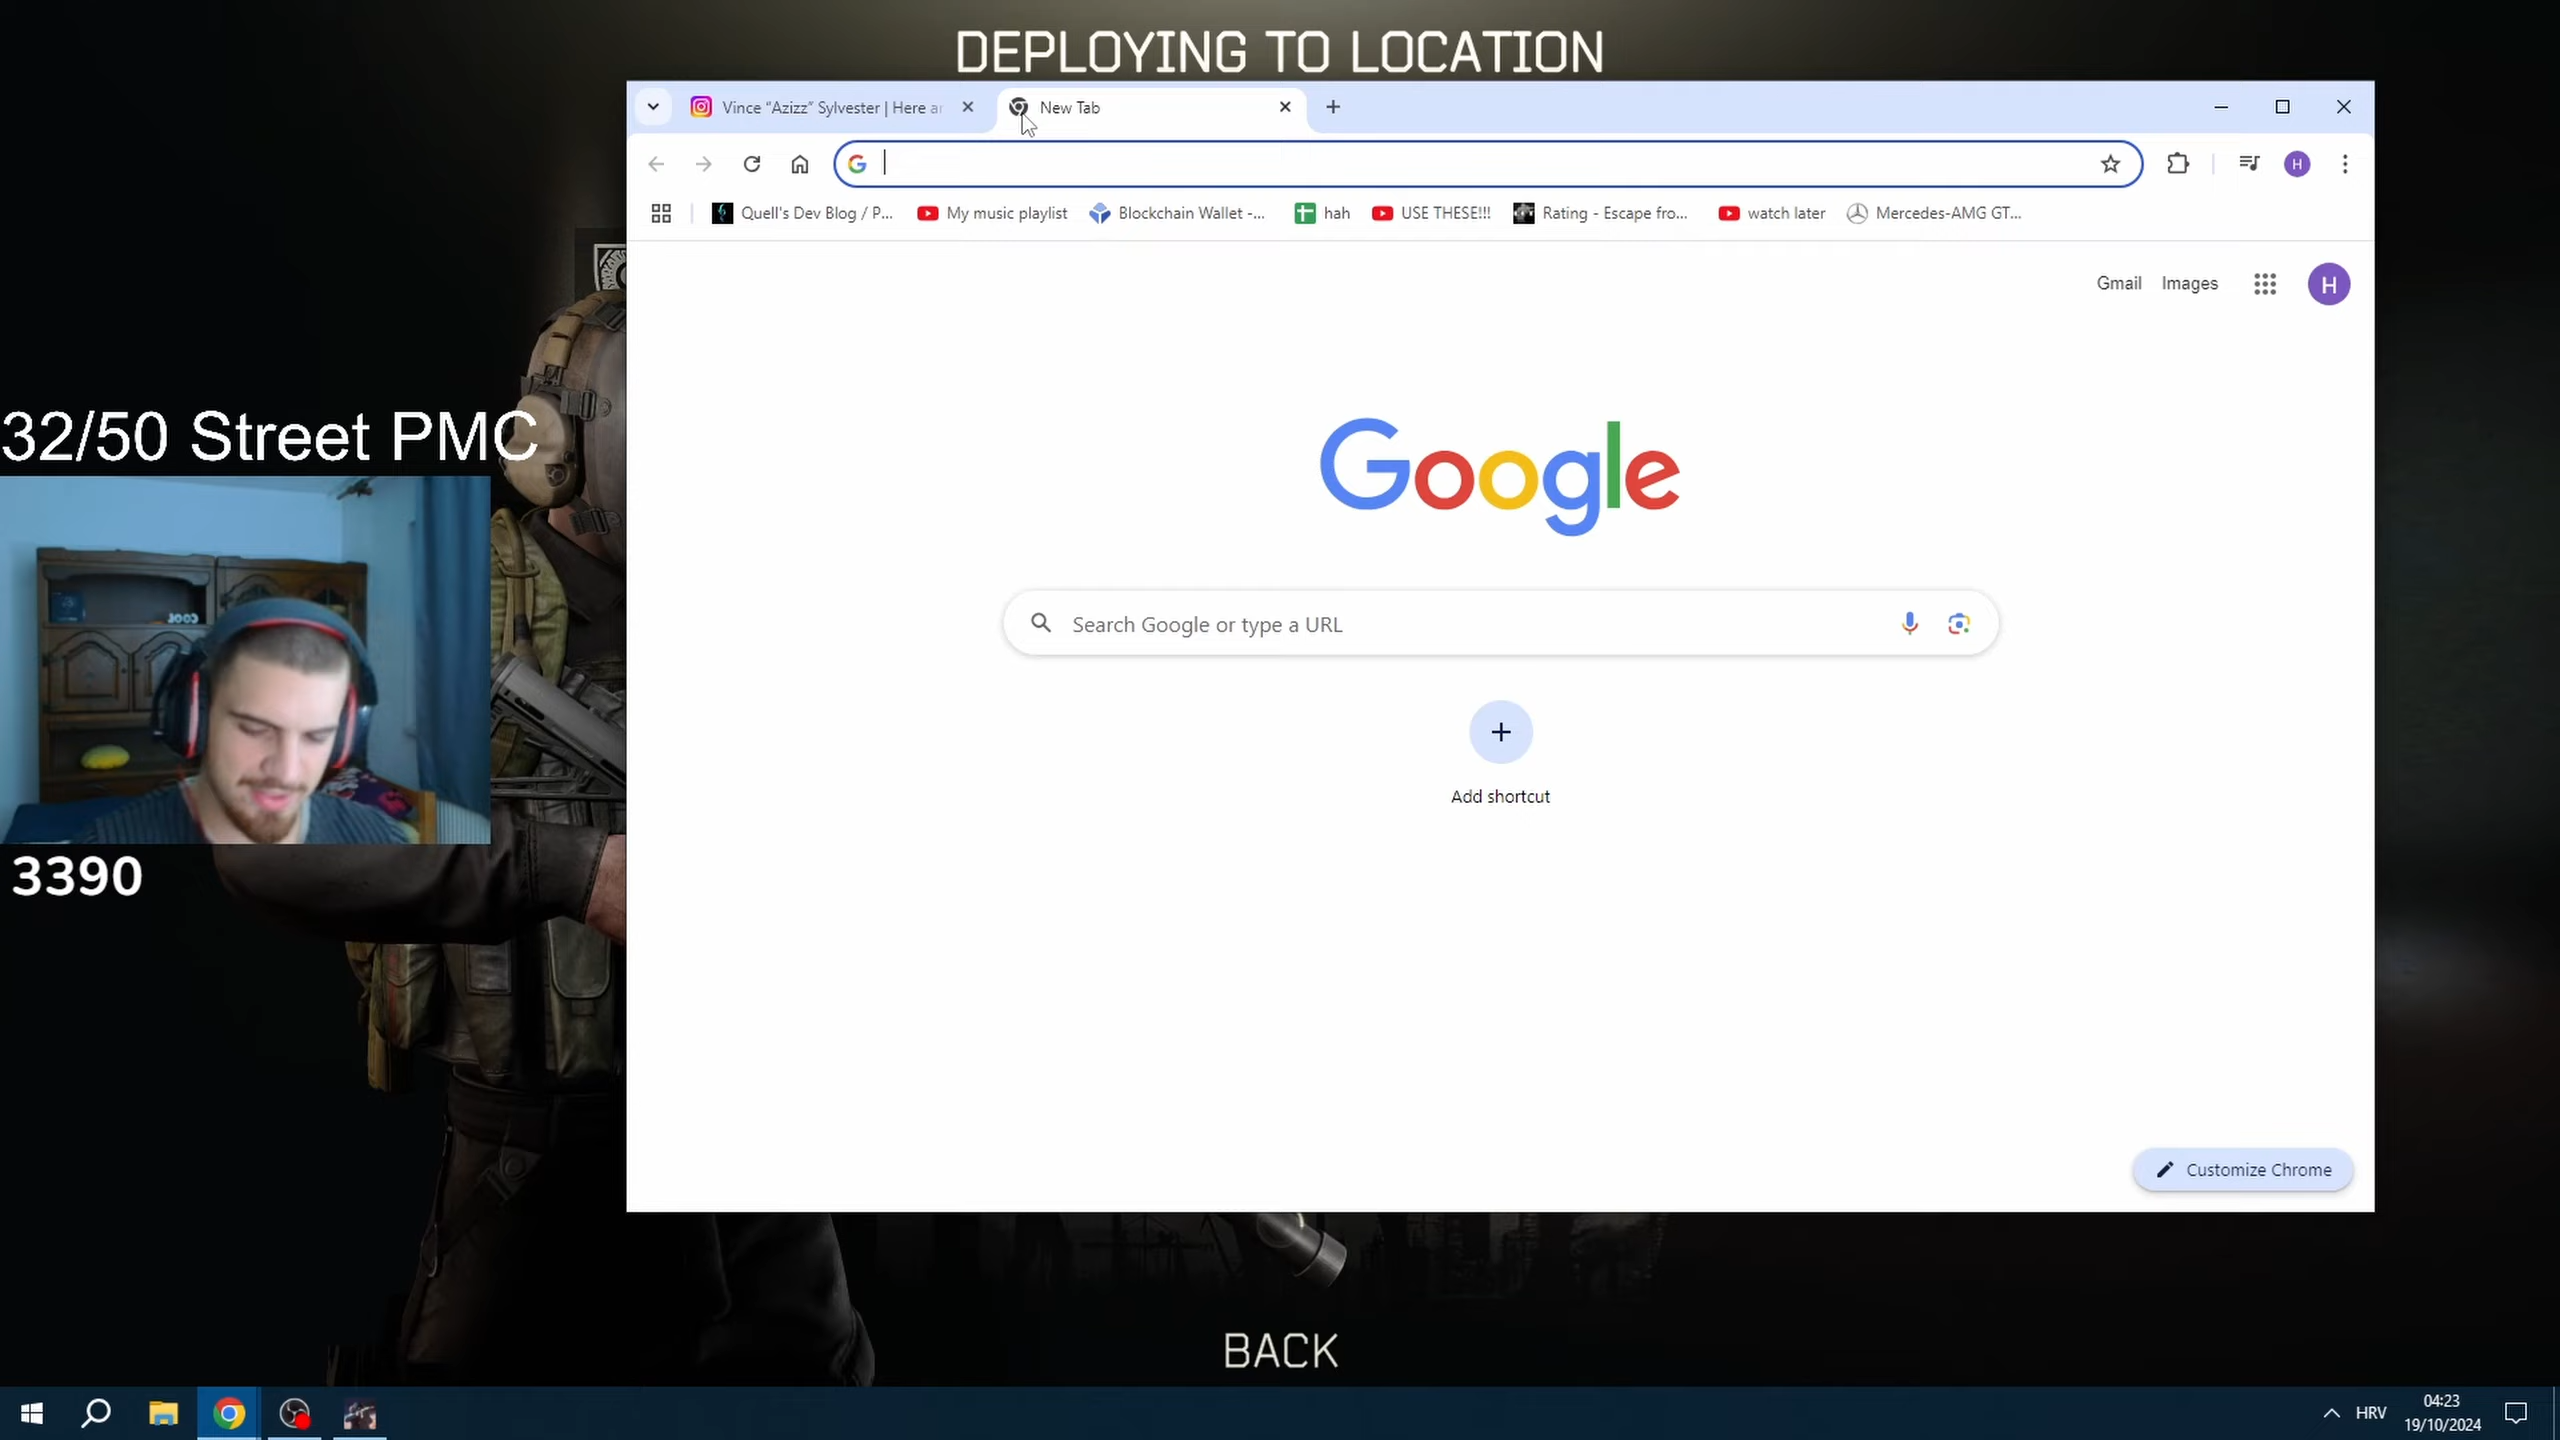 DEPLOYING TO LOCATION
Vince “Azizz” Sylvester | Here ar
New Tab
Quell's Dev Blog / P...
My music playlist
Blockchain Wallet -...
hah
USE THESE!!!
Rating - Escape fro...
watch later
Mercedes-AMG GT...
H
Gmail
Images
H
32/50 Street PMC
Google
Search Google or type a URL
Add shortcut
COOL
3390
Customize Chrome
BACK
HRV
04:23
19/10/2024